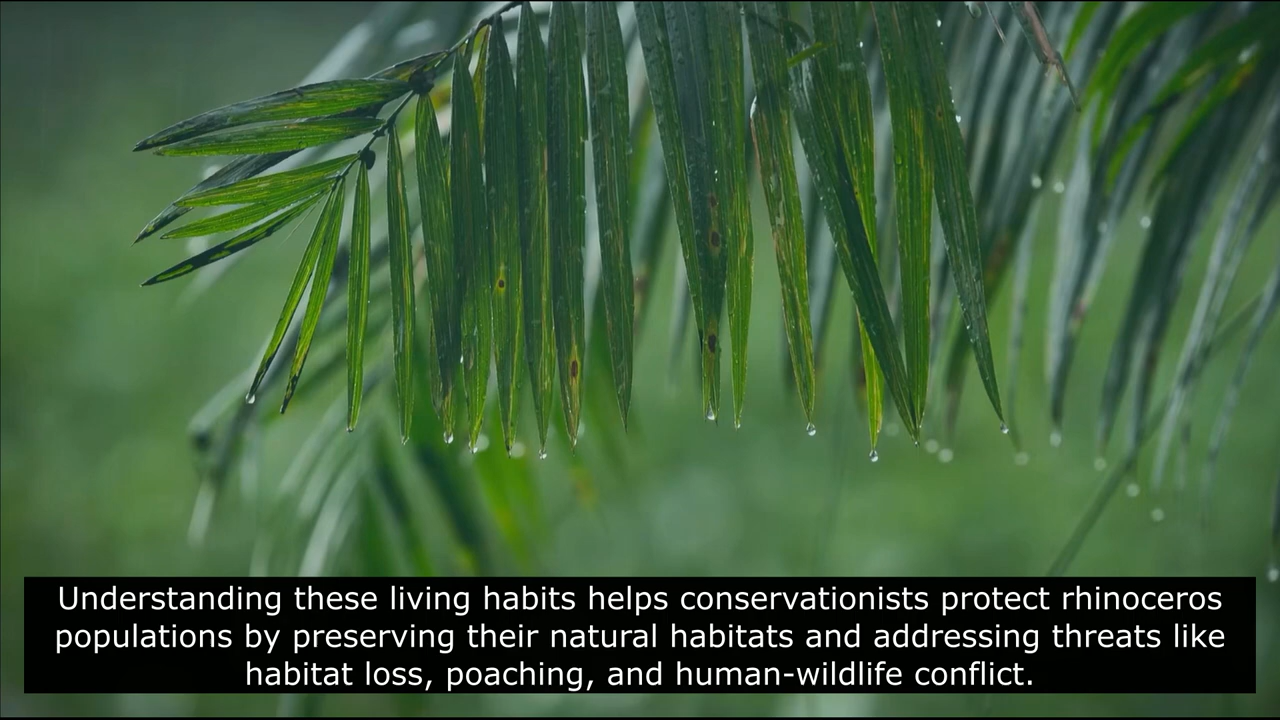 Understanding these living habits helps conservationists protect rhinoceros
populations by preserving their natural habitats and addressing threats like
habitat loss, poaching, and human-wildlife conflict.